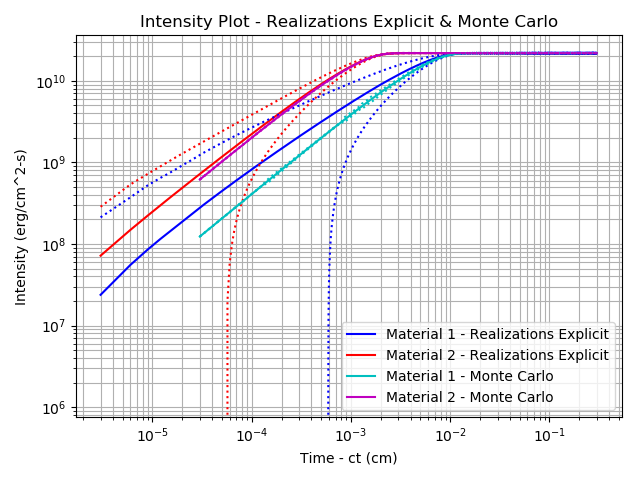 Intensity Plot - Realizations Explicit & Monte Carlo
Intensity (erg/cm^2-s)
10^10
10^9
10^8
10^7
10^6
Material 1 - Realizations Explicit
Material 2 - Realizations Explicit
Material 1 - Monte Carlo
Material 2 - Monte Carlo
10^−5 10^−4 10^−3 10^−2 10^−1
Time - ct (cm)